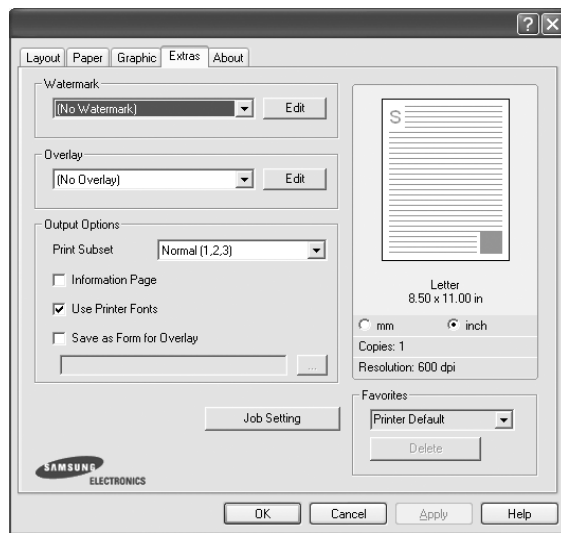 Layout
Paper
Graphic
Extras
About
Watermark
(No Watermark)
Edit
Overlay
(No Overlay)
Edit
Output Options
Print Subset
Normal (1,2,3)
Information Page
Use Printer Fonts
Save as Form for Overlay
...
Job Setting
SAMSUNG
ELECTRONICS
S
Letter
8.50 x 11.00 in
mm
inch
Copies: 1
Resolution: 600 dpi
Favorites
Printer Default
Delete
OK
Cancel
Apply
Help